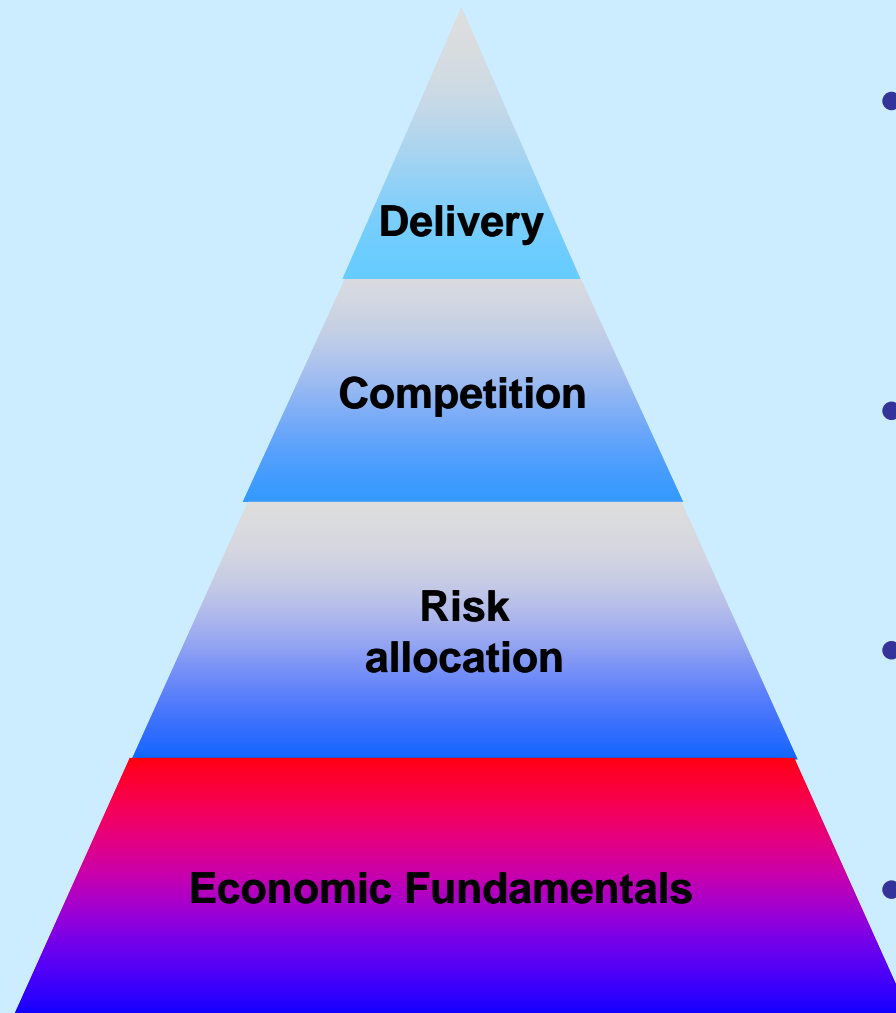 Delivery
Competition
Risk
allocation
Economic Fundamentals